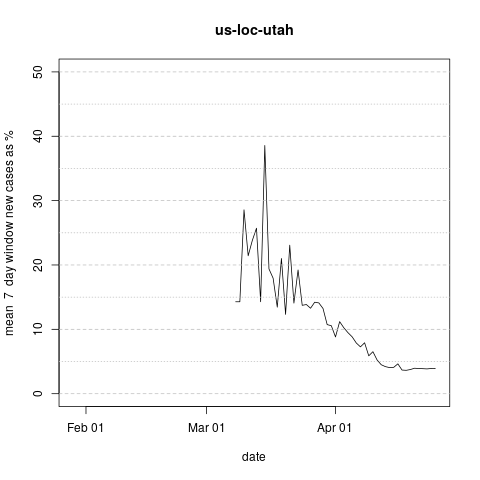 us-loc-utah
mean  7  day window new cases as %
50
40
30
20
10
0
Feb 01
Mar 01
Apr 01
date